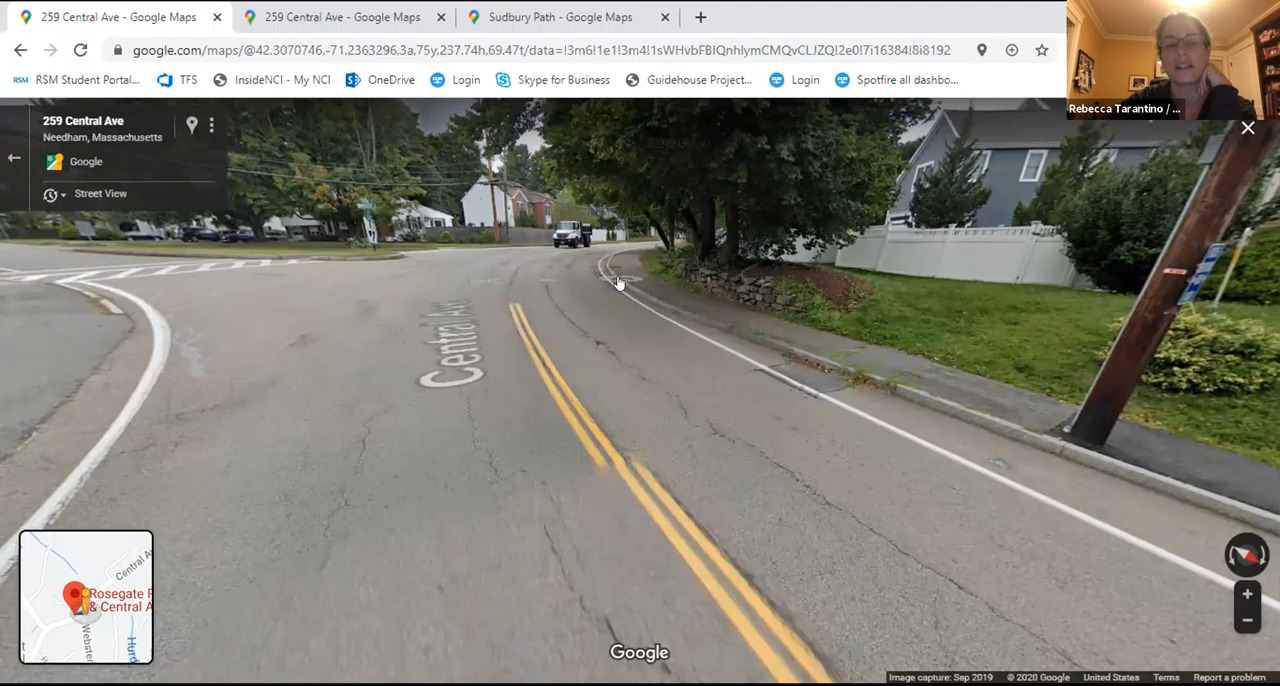 259 Central Ave - Google Maps
259 Central Ave - Google Maps
Sudbury Path - Google Maps
google.com/maps/@42.3070746,-71.2363296,3a,75y,237.74h,69.47t/data=!3m6!1e1!3m4!1sWHvbFBIQnhlymCMQvCLJZQ!2e0!7i16384!8i8192
RSM Student Portal...
TFS
InsideNCI - My NCI
OneDrive
Login
Skype for Business
Guidehouse Project...
Login
Spotfire all dashbo...
Rebecca Tarantino / ...
259 Central Ave
Needham, Massachusetts
Google
Street View
Central Ave
Central A
Rosegate R
& Central A
Webster
Hurd
Google
Image capture: Sep 2019 © 2020 Google United States Terms Report a problem